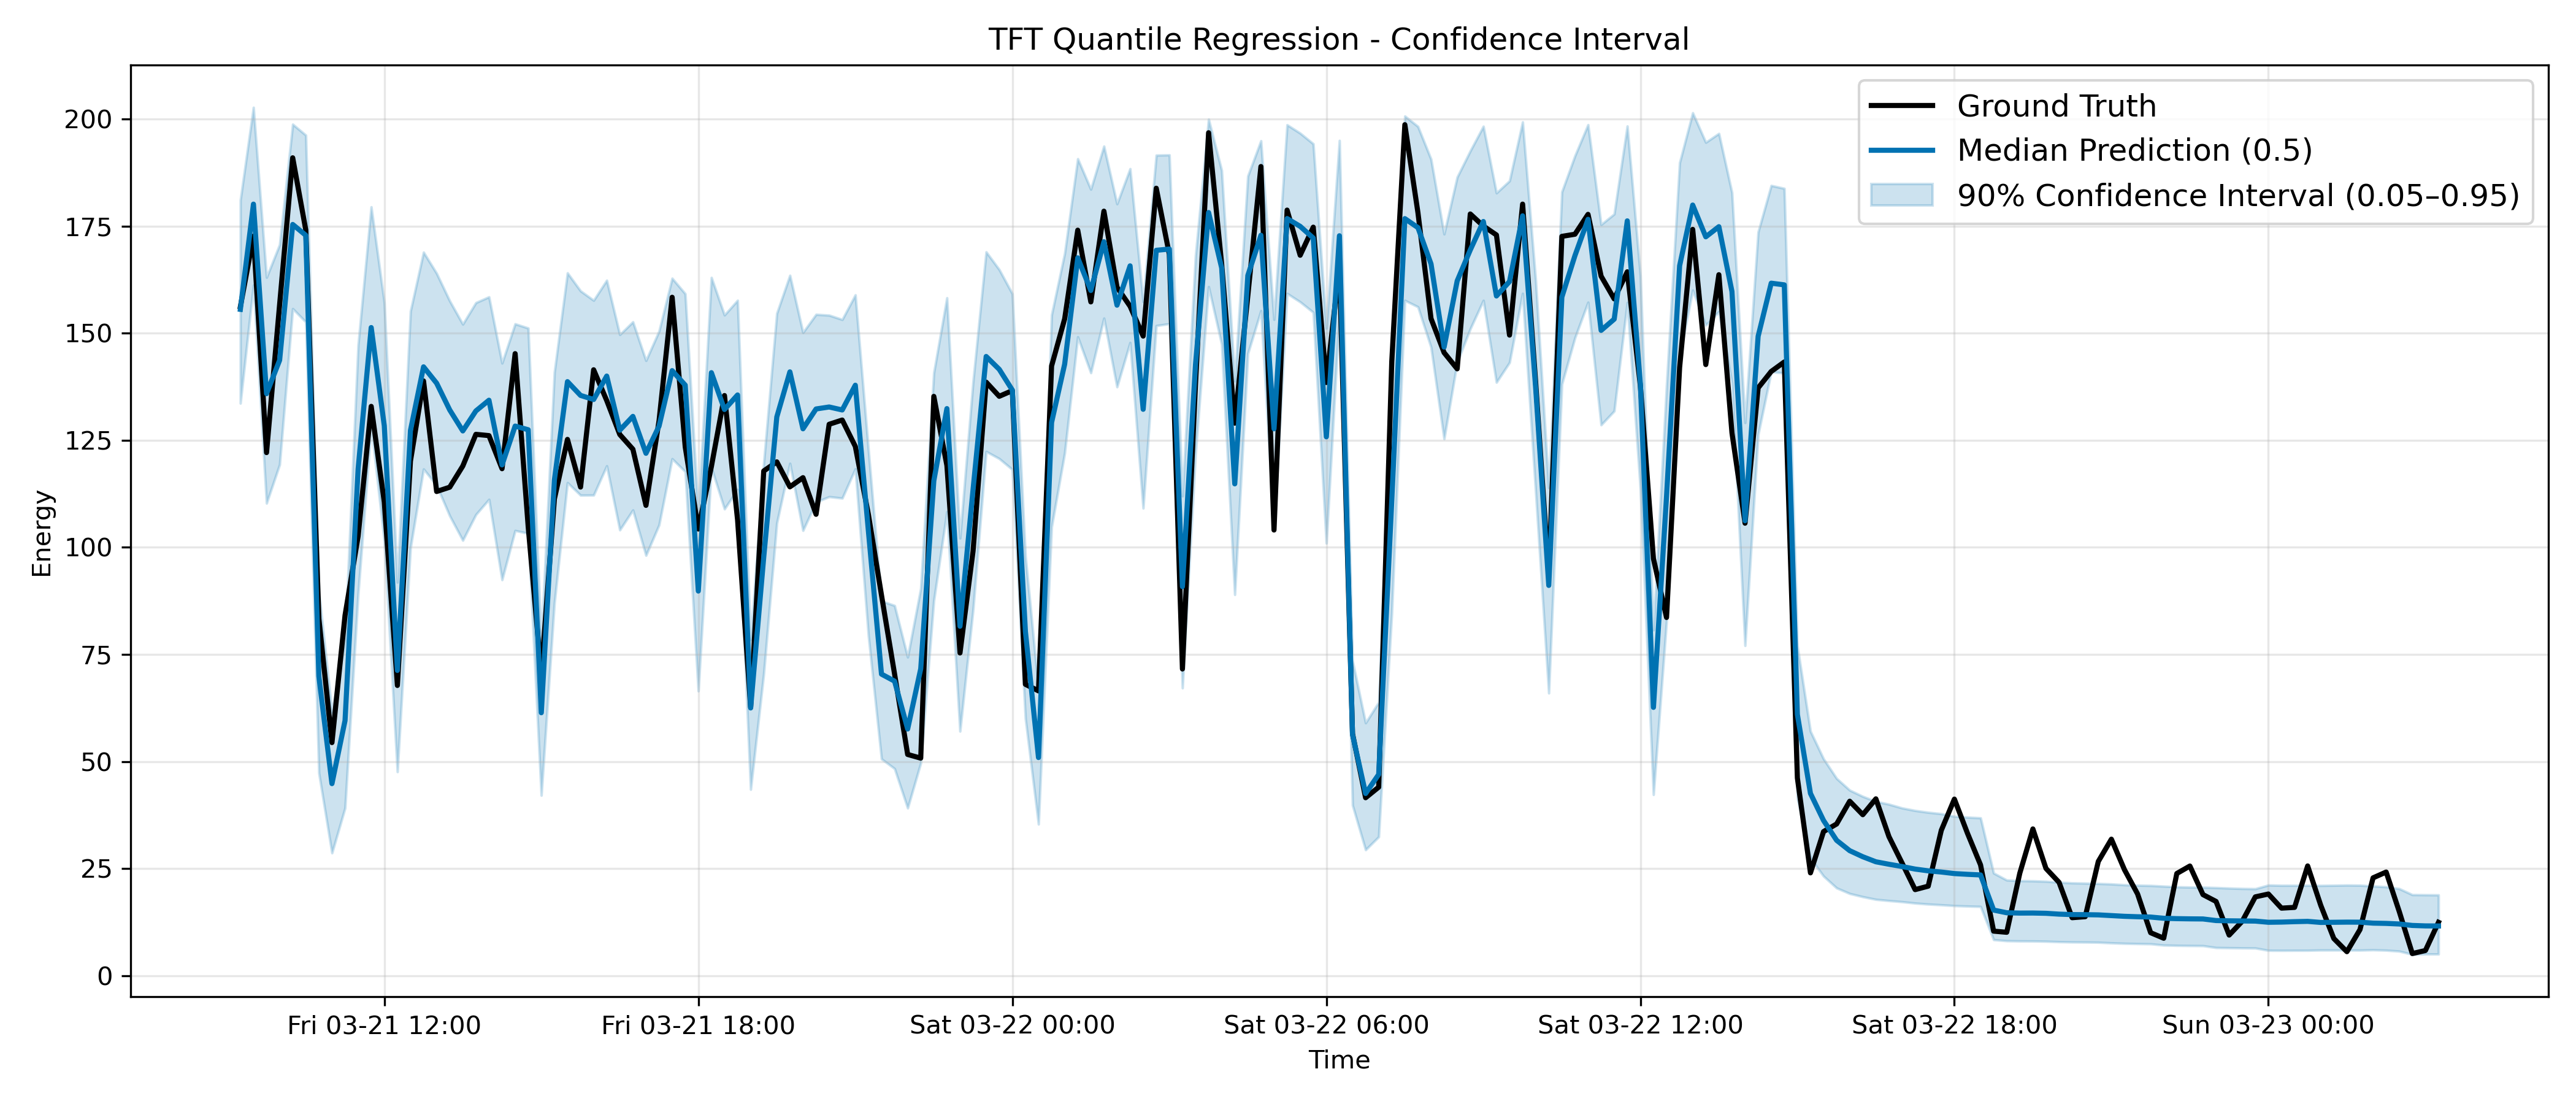 TFT Quantile Regression - Confidence Interval
Ground Truth
Median Prediction (0.5)
90% Confidence Interval (0.05–0.95)
Energy
200
175
150
125
100
75
50
25
0
Fri 03-21 12:00
Fri 03-21 18:00
Sat 03-22 00:00
Sat 03-22 06:00
Sat 03-22 12:00
Sat 03-22 18:00
Sun 03-23 00:00
Time